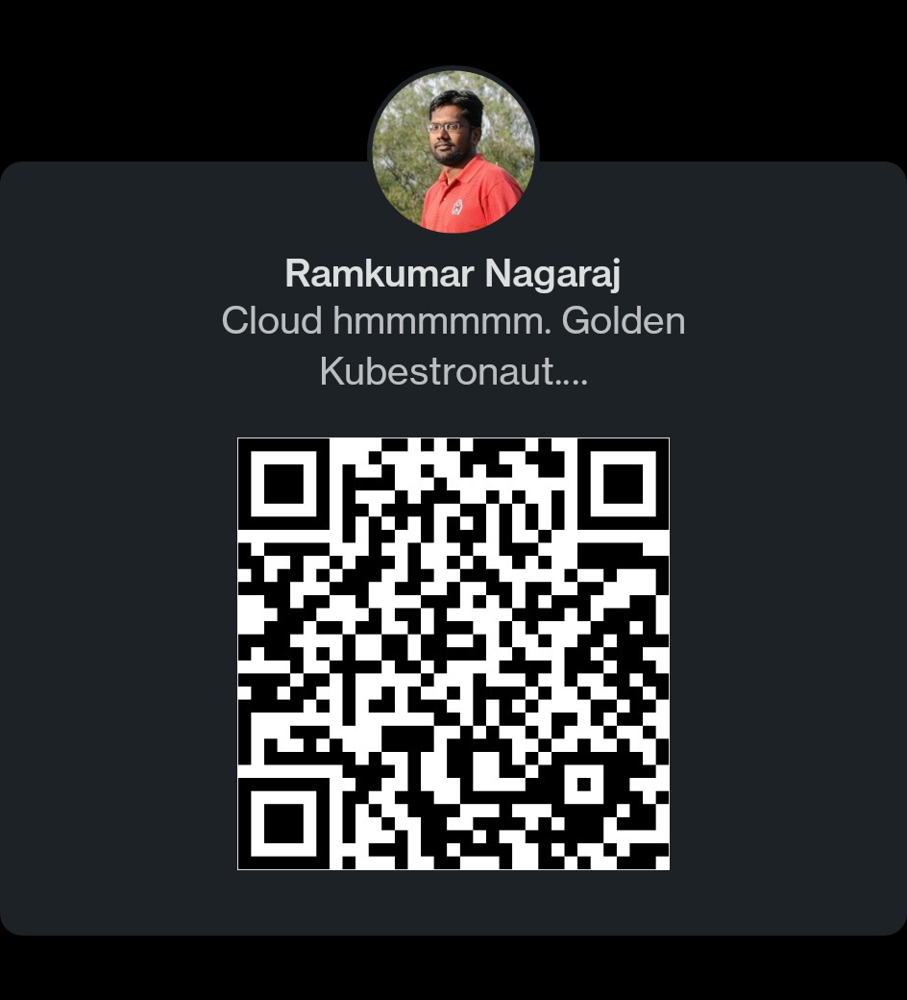 Ramkumar Nagaraj
Cloud hmmmmmm. Golden
Kubestronaut....